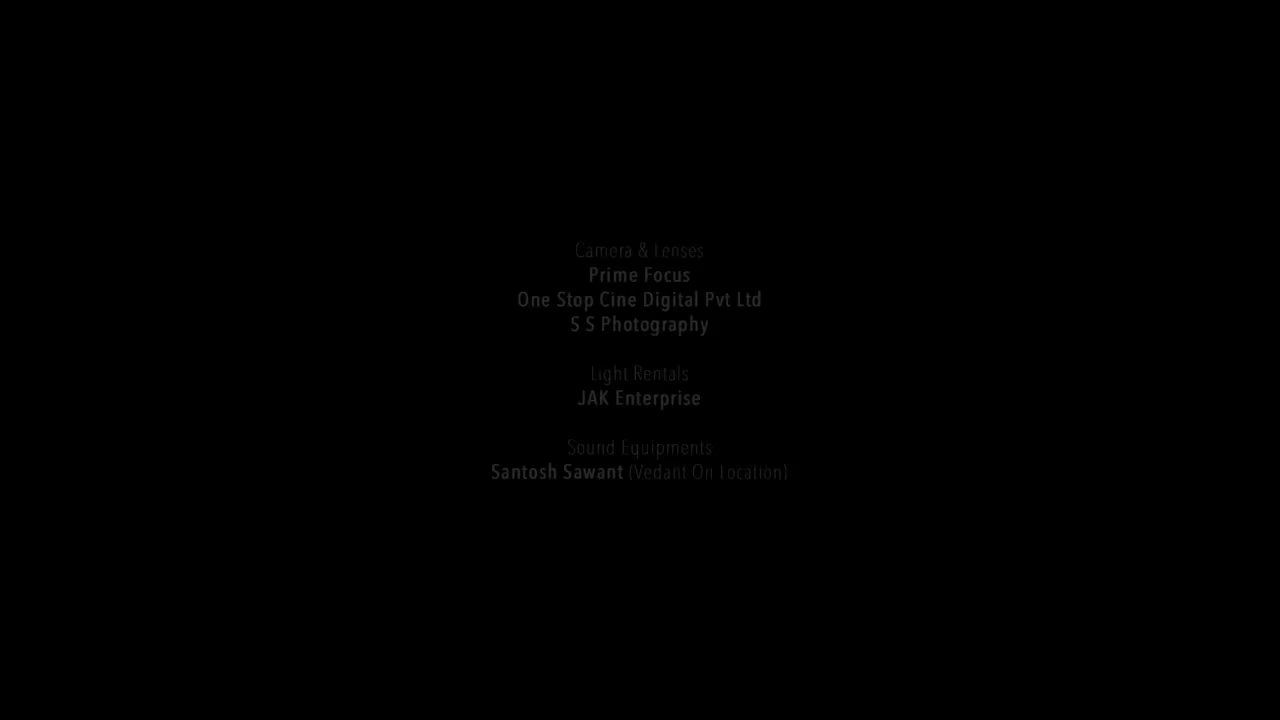 Camera & Lenses
Prime Focus
One Stop Cine Digital Pvt Ltd
S S Photography
Light Rentals
JAK Enterprise
Sound Equipments
Santosh Sawant (Vedant On Location)